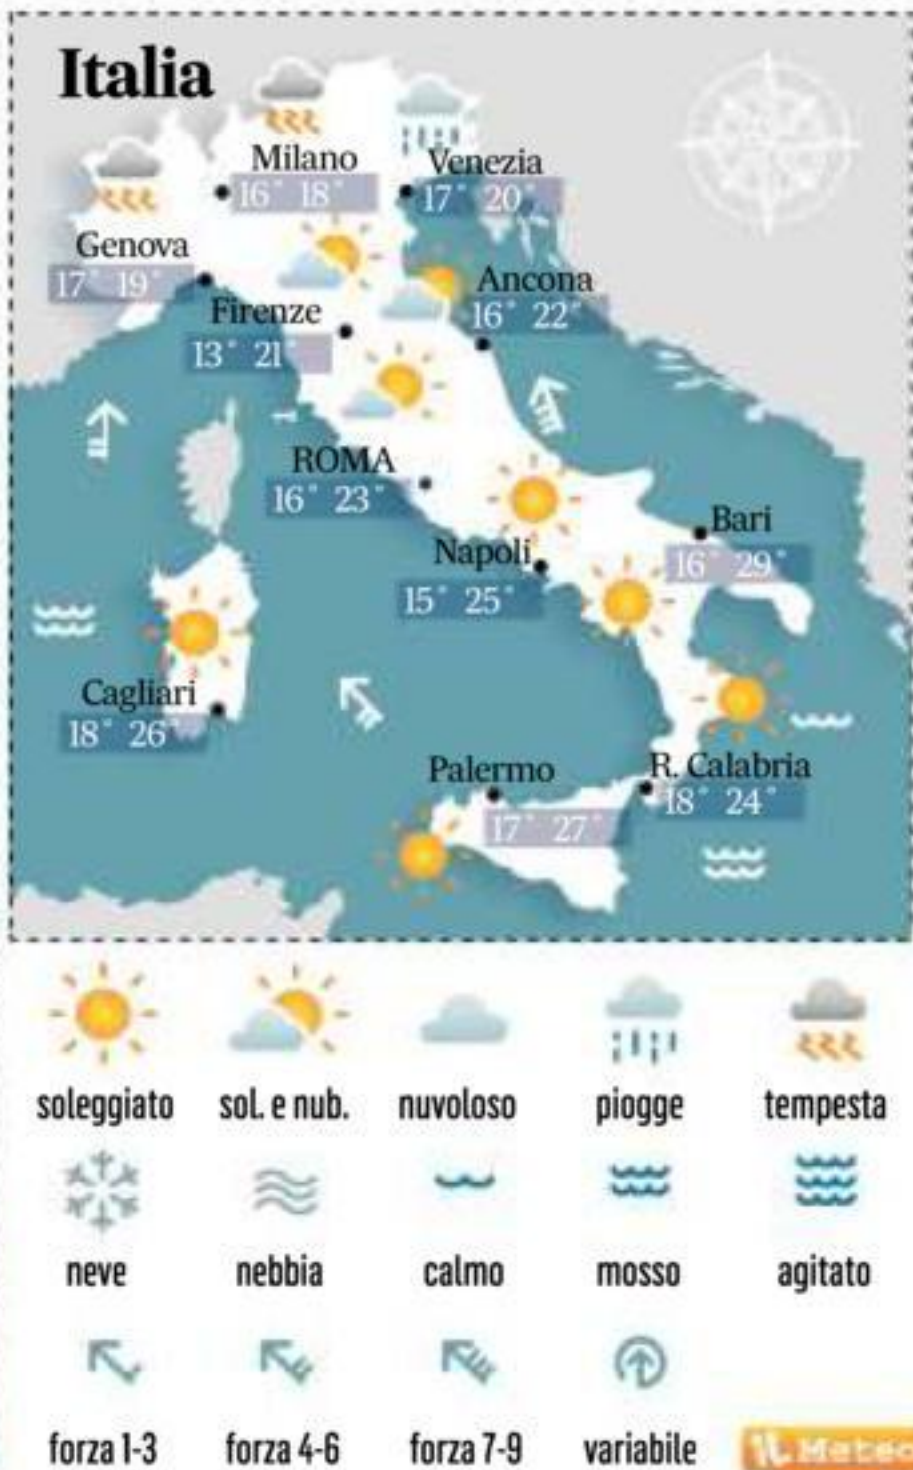 Italia
Milano
16° 18°
Venezia
17° 20°
Genova
17° 19°
Firenze
13° 21°
Ancona
16° 22°
ROMA
16° 23°
Bari
16° 29°
Napoli
15° 25°
Cagliari
18° 26°
Palermo
17° 27°
R. Calabria
18° 24°
soleggiato sol. e nub. nuvoloso piogge tempesta
neve nebbia calmo mosso agitato
forza 1-3 forza 4-6 forza 7-9 variabile
iL Meteo